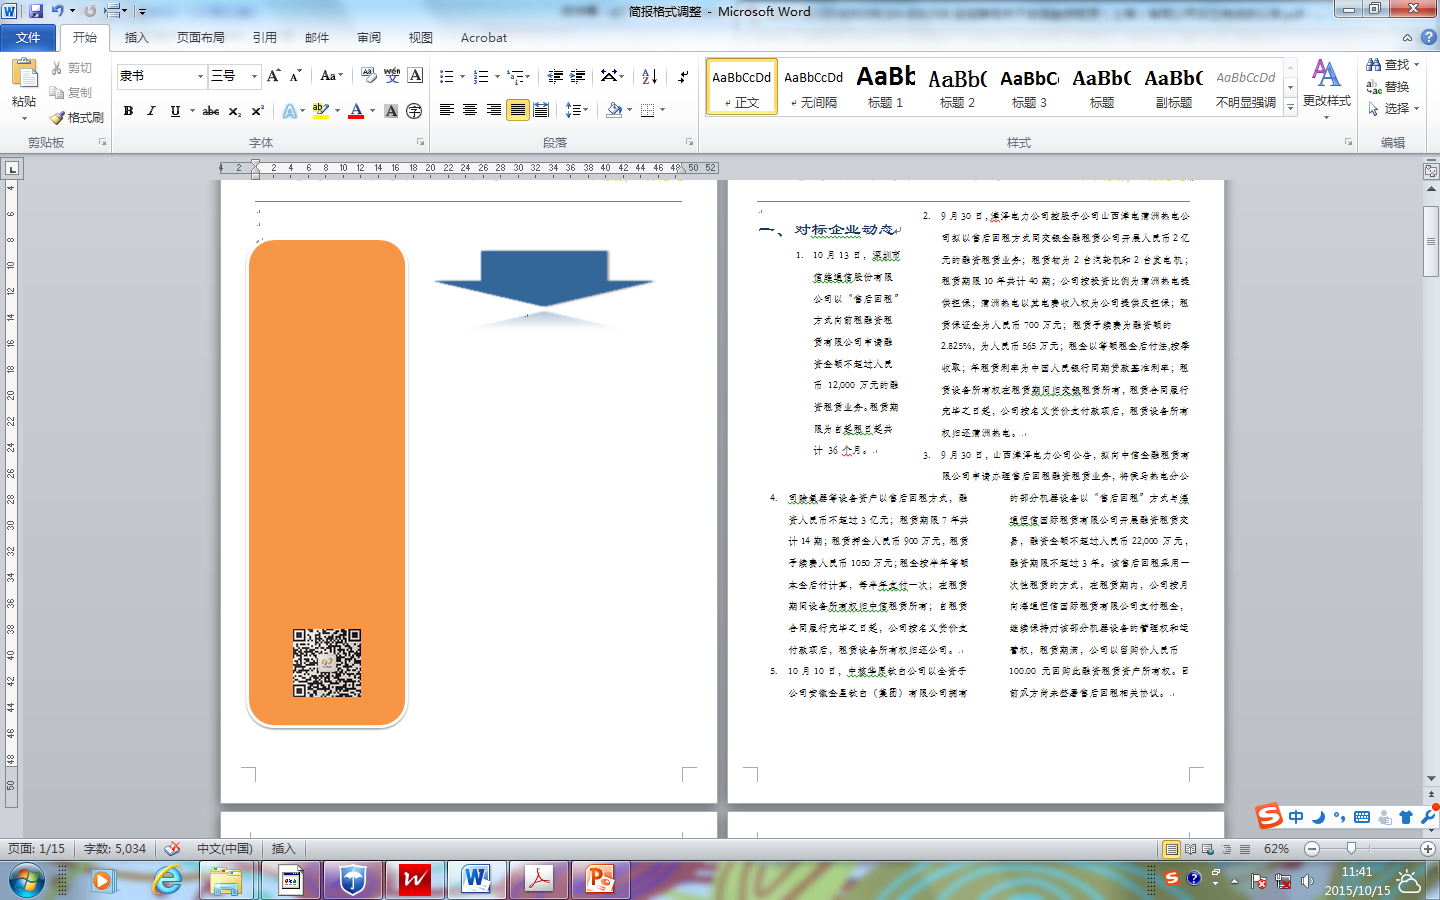 简报格式调整 - Microsoft Word
文件 开始 插入 页面布局 引用 邮件 审阅 视图 Acrobat
粘贴 剪切 复制 格式刷
隶书 三号
AaBbCcDd AaBbCcDd AaBb AaBb( AaBbC AaBb( AaBb( AaBbCcDd
正文 无间隔 标题 1 标题 2 标题 3 标题 副标题 不明显强调
更改样式
查找 替换 选择
剪贴板 字体 段落 样式 编辑
一、对标企业动态
1. 10 月 13 日，深圳市
信维通信股份有限
公司以“售后回租”
方式向前租融资租
赁有限公司申请融
资金额不超过人民
币 12,000 万元的融
资租赁业务。租赁期
限为自起租日起共
计 36 个月。
2. 9 月 30 日,漳泽电力公司控股子公司山西漳电蒲洲热电公
司拟以售后回租方式同交银金融租赁公司开展人民币 2 亿
元的融资租赁业务；租赁物为 2 台汽轮机和 2 台发电机；
租赁期限 10 年共计 40 期；公司按投资比例为蒲洲热电提
供担保；蒲洲热电以其电费收入权为公司提供反担保；租
赁保证金为人民币 700 万元；租赁手续费为融资额的
2.825%，为人民币 565 万元；租金以等额租金后付法,按季
收取；年租赁利率为中国人民银行同期贷款基准利率；租
赁设备所有权在租赁期间归交银租赁所有，租赁合同履行
完毕之日起，公司按名义货价支付款项后，租赁设备所有
权归还蒲洲热电。
3. 9 月 30 日，山西漳泽电力公司公告，拟向中信金融租赁有
限公司申请办理售后回租融资租赁业务，将侯马热电分公
4. 司除氧器等设备资产以售后回租方式，融
资人民币不超过 3 亿元；租赁期限 7 年共
计 14 期；租赁押金人民币 900 万元，租赁
手续费人民币 1050 万元；租金按半年等额
本金后付计算，每半年支付一次；在租赁
期间设备所有权归中信租赁所有；自租赁
合同履行完毕之日起，公司按名义货价支
付款项后，租赁设备所有权归还公司。
5. 10 月 10 日，中核华原钛白公司以全资子
公司安徽金星钛白（集团）有限公司拥有
的部分机器设备以“售后回租”方式与海
通恒信国际租赁有限公司开展融资租赁交
易，融资金额不超过人民币 22,000 万元，
融资期限不超过 3 年。该售后回租采用一
次性租赁的方式，在租赁期内，公司按月
向海通恒信国际租赁有限公司支付租金，
继续保持对该部分机器设备的管理权和运
营权，租赁期满，公司以留购价人民币
100.00 元回购此融资租赁资产所有权。目
前双方尚未签署售后回租相关协议。
页面: 1/15 字数: 5,034 中文(中国) 插入 62%
11:41
2015/10/15